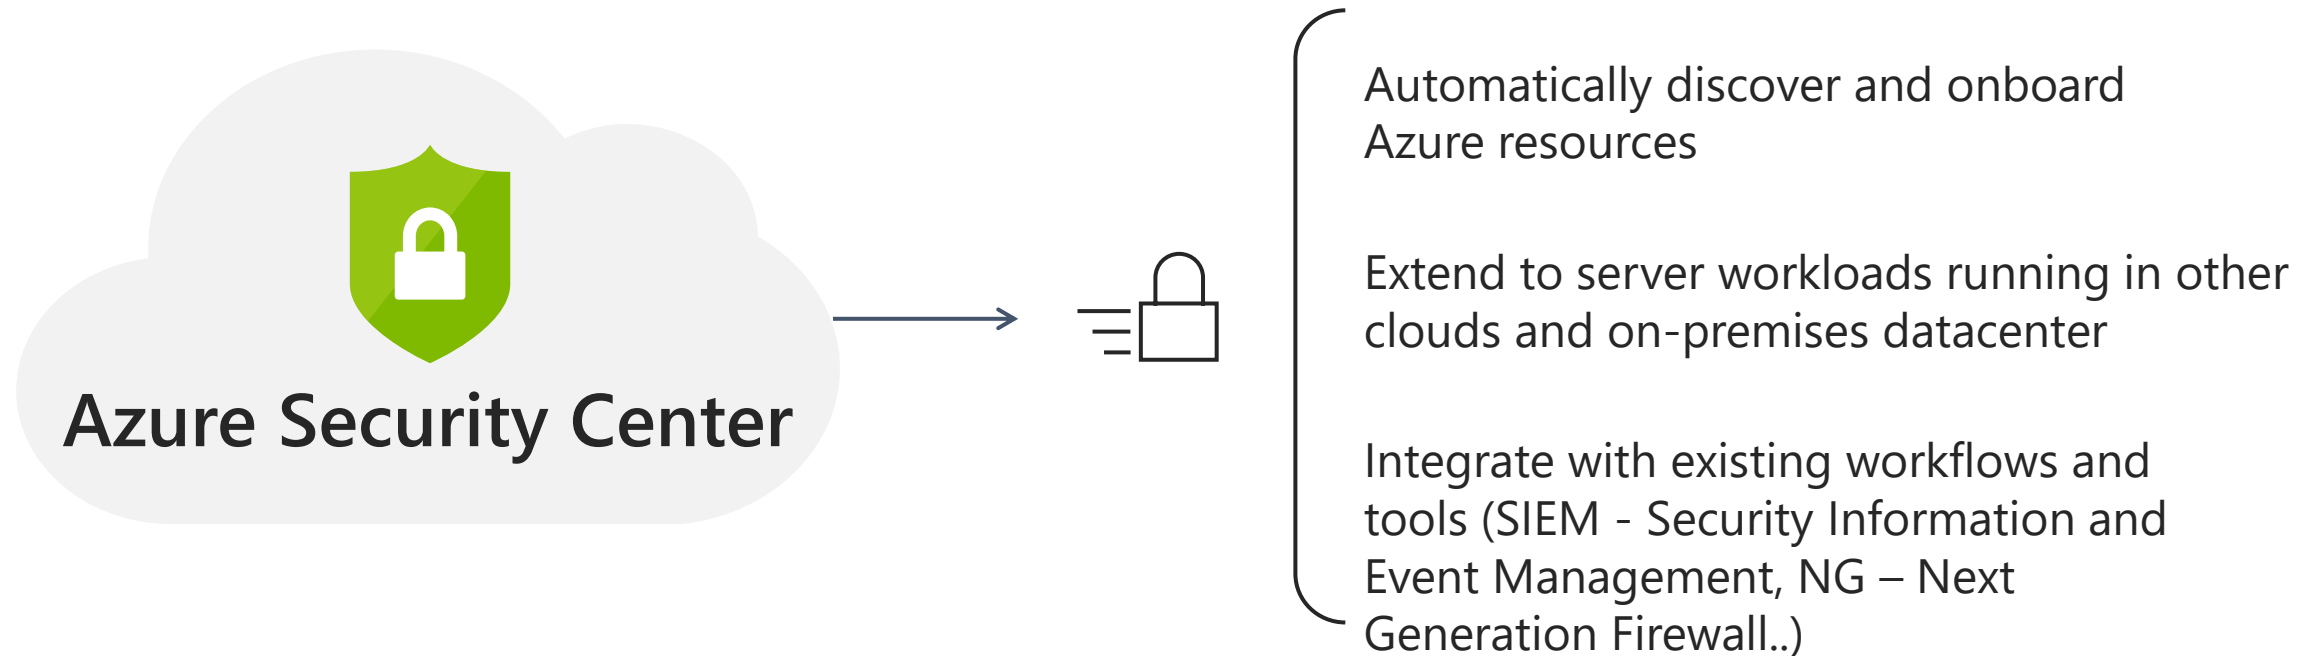 Azure Security Center
Automatically discover and onboard
Azure resources
Extend to server workloads running in other
clouds and on-premises datacenter
Integrate with existing workflows and
tools (SIEM - Security Information and
Event Management, NG – Next
Generation Firewall..)